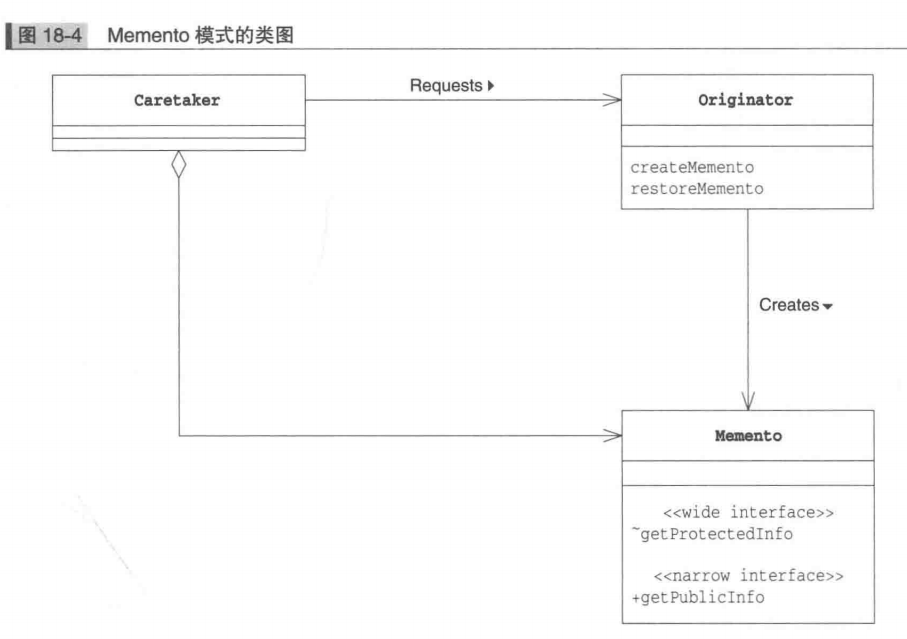 图 18-4 Memento 模式的类图
Caretaker
Requests
Originator
createMemento
restoreMemento
Creates
Memento
<<wide interface>>
~getProtectedInfo
<<narrow interface>>
+getPublicInfo